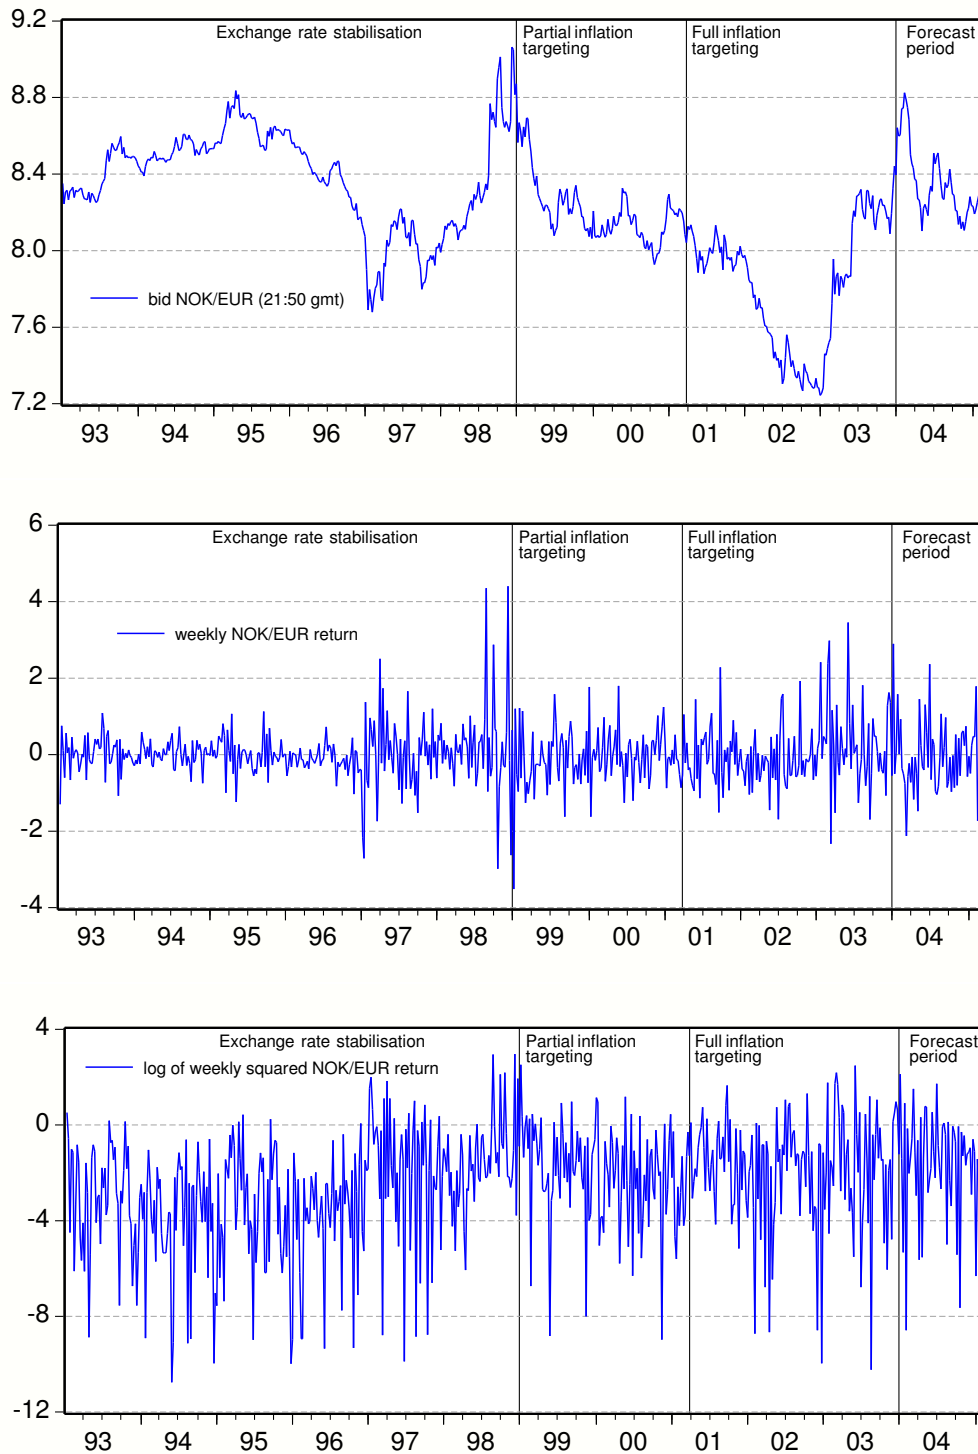 9.2
8.8
8.4
8.0
7.6
7.2
Exchange rate stabilisation
Partial inflation
targeting
Full inflation
targeting
Forecast
period
bid NOK/EUR (21:50 gmt)
93 94 95 96 97 98 99 00 01 02 03 04
6
4
2
0
-2
-4
Exchange rate stabilisation
Partial inflation
targeting
Full inflation
targeting
Forecast
period
weekly NOK/EUR return
93 94 95 96 97 98 99 00 01 02 03 04
4
0
-4
-8
-12
Exchange rate stabilisation
Partial inflation
targeting
Full inflation
targeting
Forecast
period
log of weekly squared NOK/EUR return
93 94 95 96 97 98 99 00 01 02 03 04